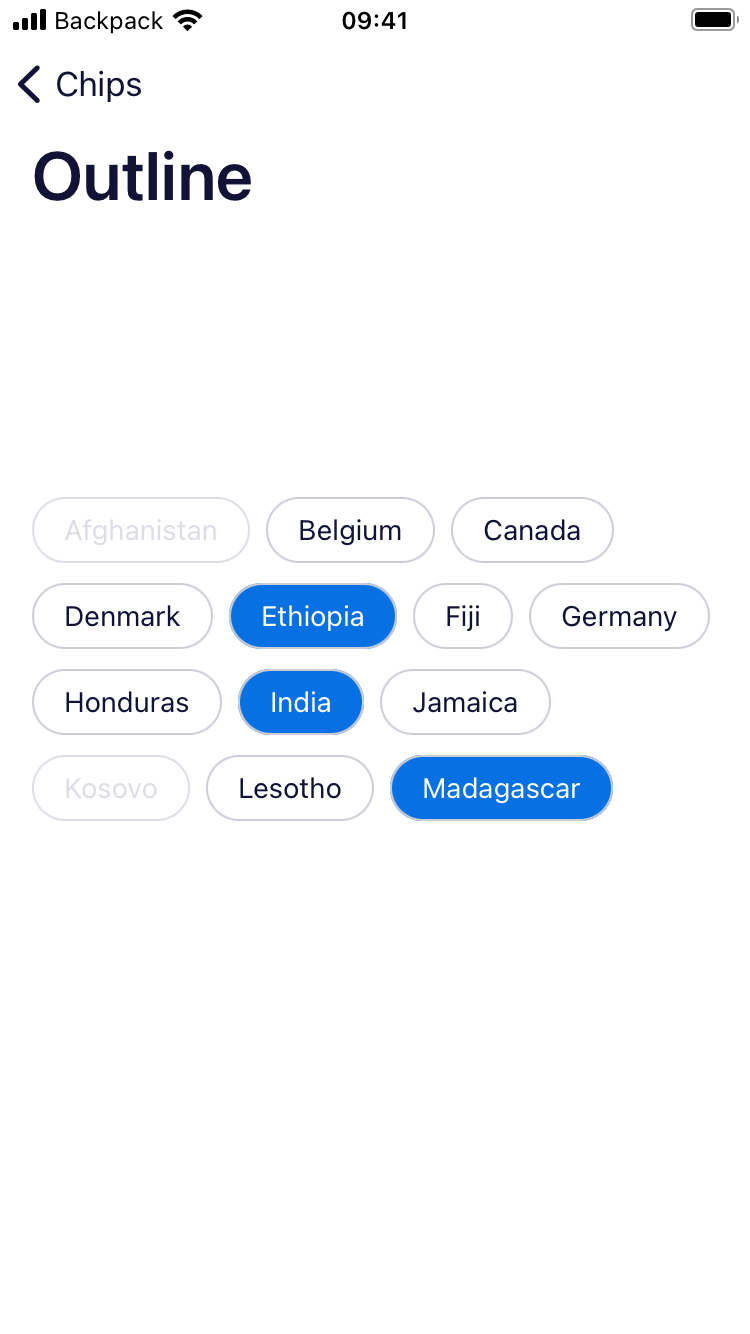 Backpack 09:41
Chips
Outline
Afghanistan Belgium Canada
Denmark Ethiopia Fiji Germany
Honduras India Jamaica
Kosovo Lesotho Madagascar